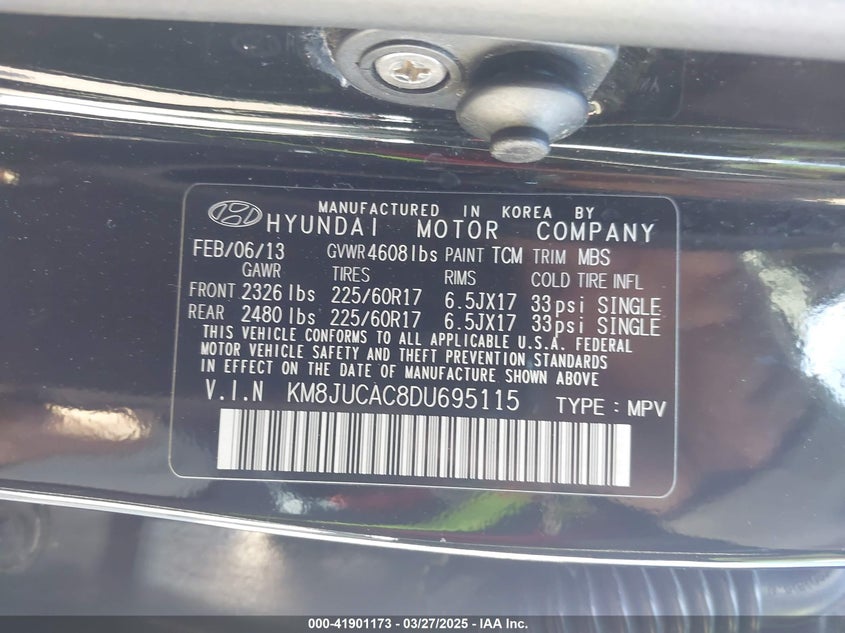 MANUFACTURED IN KOREA BY
HYUNDAI MOTOR COMPANY
FEB/06/13 GVWR 4608lbs PAINT TCM TRIM MBS
GAWR TIRES RIMS COLD TIRE INFL
FRONT 2326 lbs 225/60R17 6.5JX17 33psi SINGLE
REAR 2480 lbs 225/60R17 6.5JX17 33psi SINGLE
THIS VEHICLE CONFORMS TO ALL APPLICABLE U.S.A. FEDERAL
MOTOR VEHICLE SAFETY AND THEFT PREVENTION STANDARDS
IN EFFECT ON THE DATE OF MANUFACTURE SHOWN ABOVE
V.I.N KM8JUCAC8DU695115 TYPE : MPV
000-41901173 — 03/27/2025 — IAA Inc.